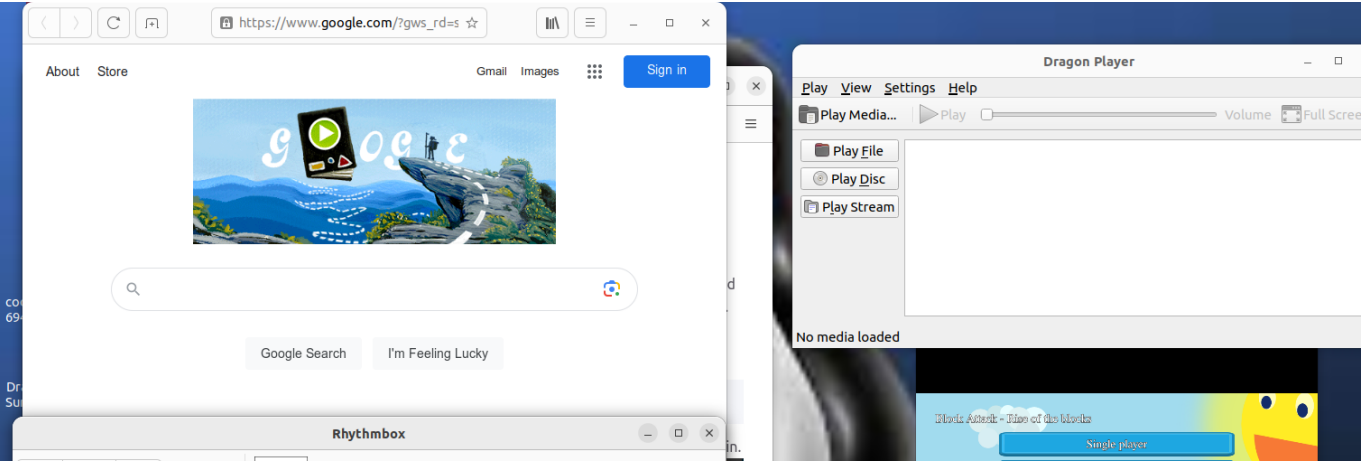 https://www.google.com/?gws_rd=s
About Store
Gmail Images
Sign in
GOOGLE
Google Search
I'm Feeling Lucky
Rhythmbox
in.
Dragon Player
Play View Settings Help
Play Media...
Play
Volume
Full Scree
Play File
Play Disc
Play Stream
No media loaded
Block Attack - Rise of the blocks
Single player